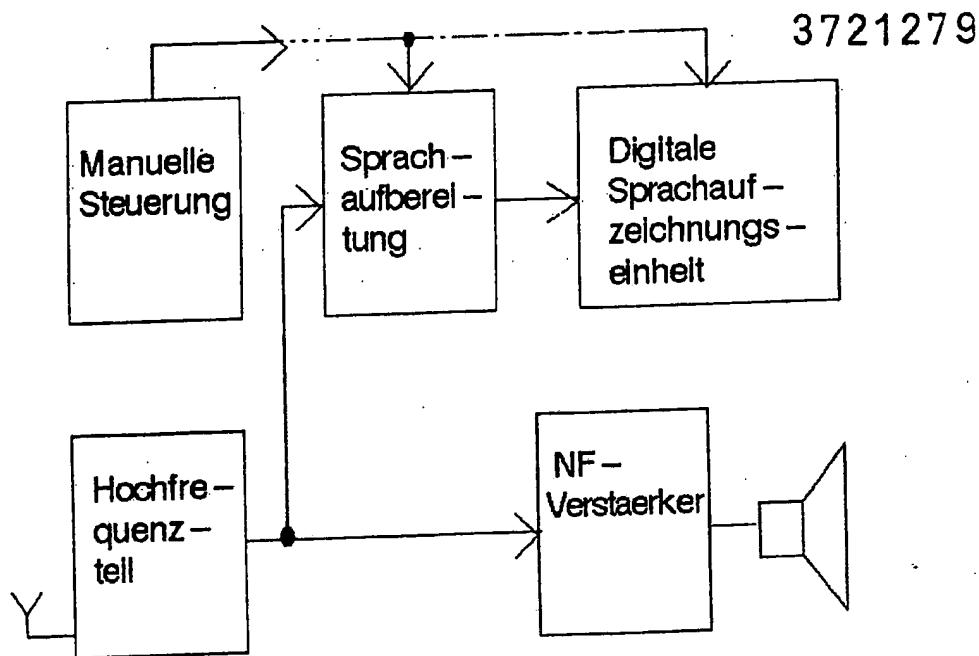 3721279
Manuelle
Steuerung
Sprach-
aufberei-
tung
Digitale
Sprachauf-
zeichnungs-
einheit
Hochfre-
quenz-
teil
NF-
Verstaerker